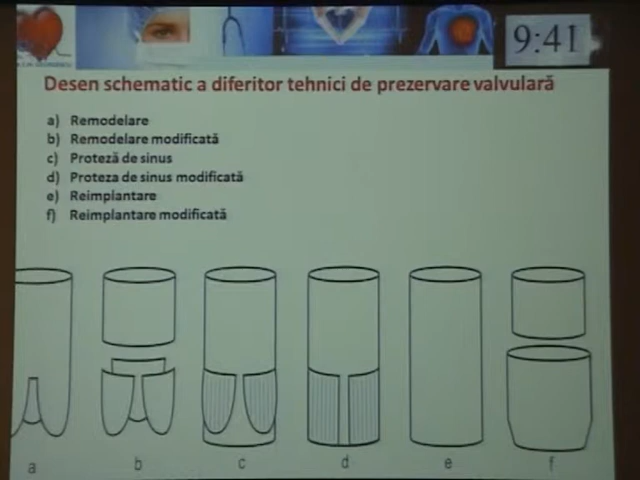 9:41
Desen schematic a diferitor tehnici de prezervare valvulară
a) Remodelare
b) Remodelare modificată
c) Proteză de sinus
d) Proteza de sinus modificată
e) Reimplantare
f) Reimplantare modificată
a b c d e f